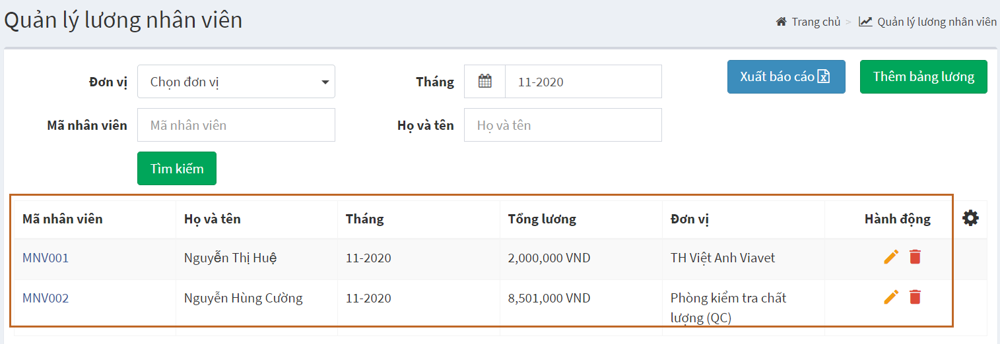 Quản lý lương nhân viên
Trang chủ > Quản lý lương nhân viên
Đơn vị Chọn đơn vị Tháng 11-2020 Xuất báo cáo Thêm bảng lương
Mã nhân viên Mã nhân viên Họ và tên Họ và tên
Tìm kiếm
Mã nhân viên Họ và tên Tháng Tổng lương Đơn vị Hành động
MNV001 Nguyễn Thị Huệ 11-2020 2,000,000 VND TH Việt Anh Viavet
MNV002 Nguyễn Hùng Cường 11-2020 8,501,000 VND Phòng kiểm tra chất
lượng (QC)